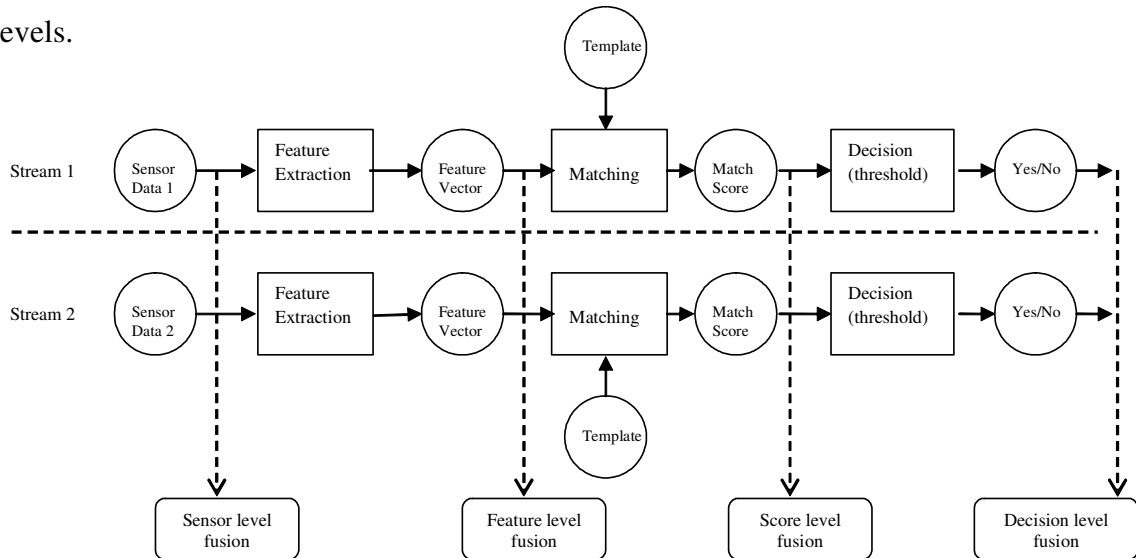 evels.
Template
Stream 1
Sensor
Data 1
Feature
Extraction
Feature
Vector
Matching
Match
Score
Decision
(threshold)
Yes/No
Stream 2
Sensor
Data 2
Feature
Extraction
Feature
Vector
Matching
Match
Score
Decision
(threshold)
Yes/No
Template
Sensor level
fusion
Feature level
fusion
Score level
fusion
Decision level
fusion